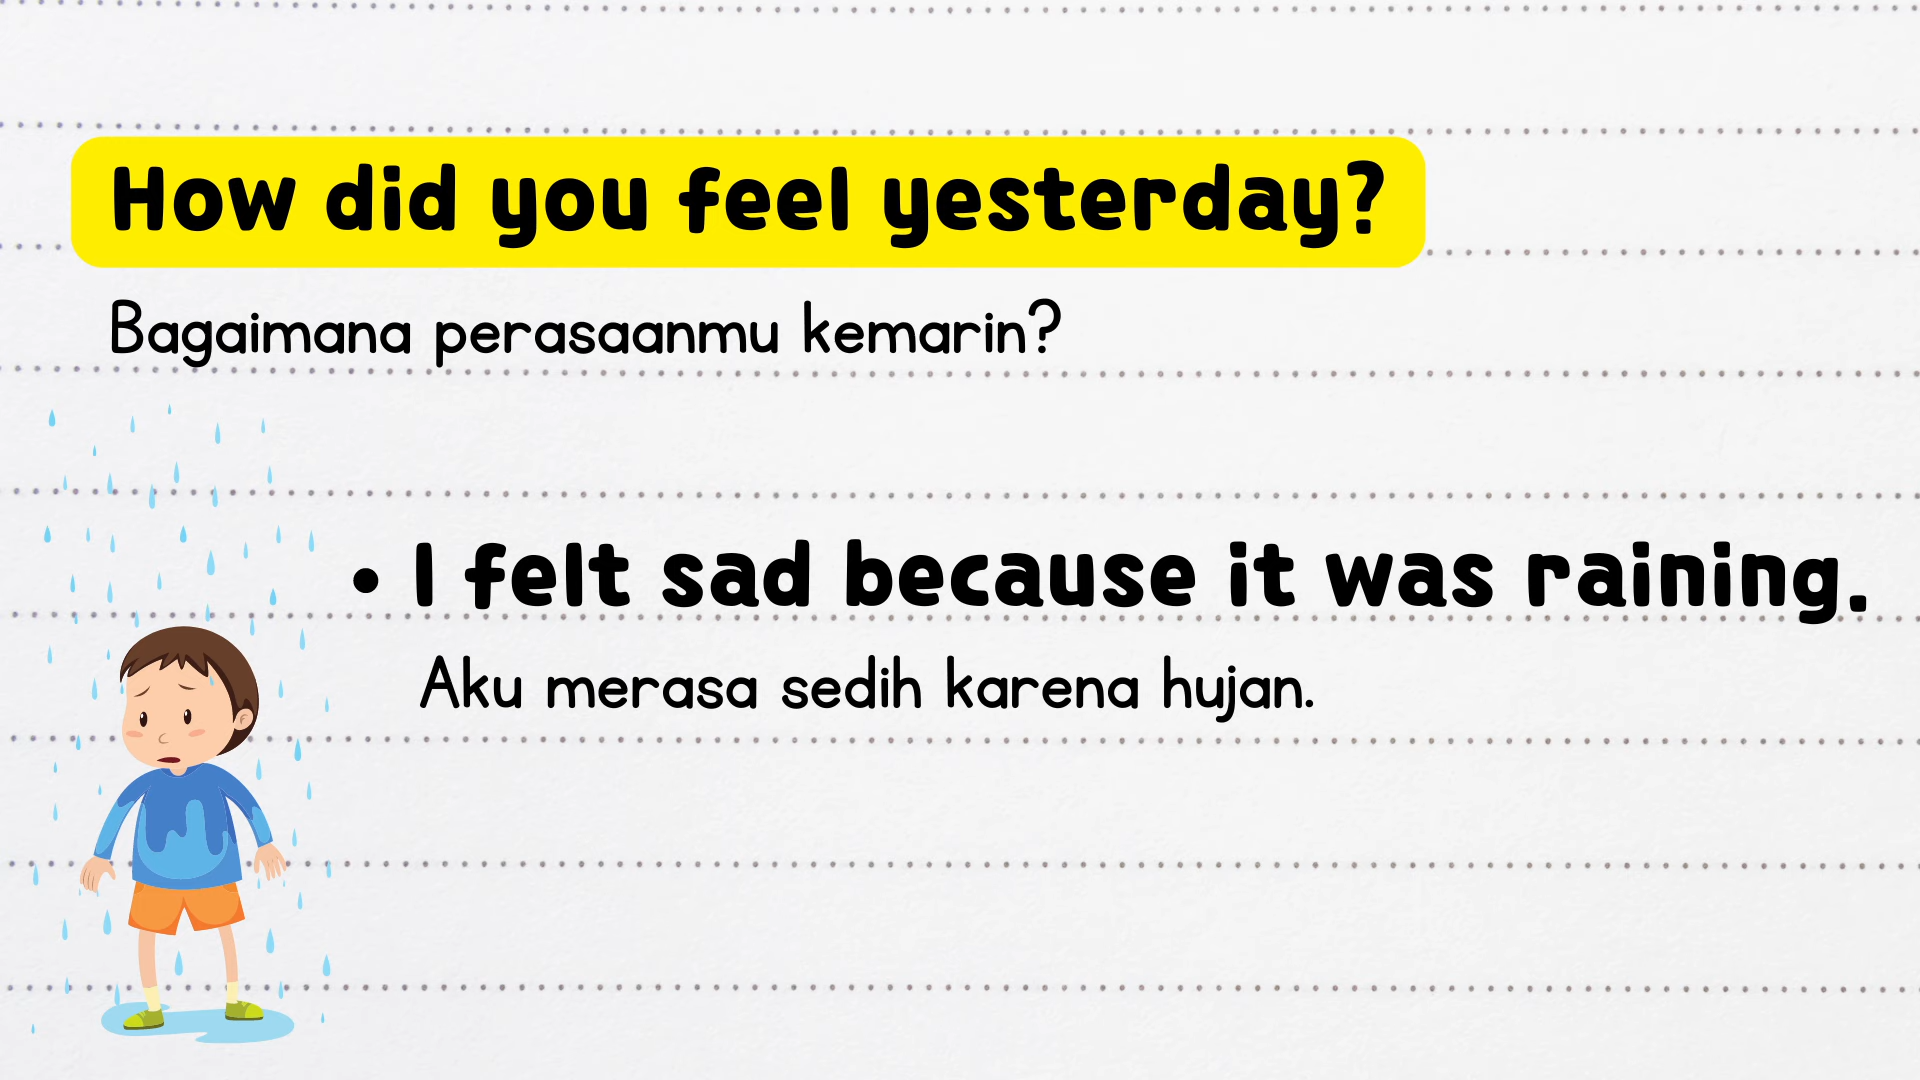 How did you feel yesterday?
Bagaimana perasaanmu kemarin?
• I felt sad because it was raining.
Aku merasa sedih karena hujan.